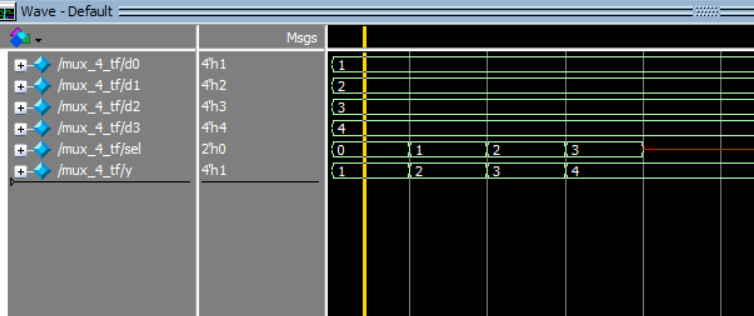 Wave - Default
Msgs
/mux_4_tf/d0 4'h1 1
/mux_4_tf/d1 4'h2 2
/mux_4_tf/d2 4'h3 3
/mux_4_tf/d3 4'h4 4
/mux_4_tf/sel 2'h0 0 1 2 3
/mux_4_tf/y 4'h1 1 2 3 4